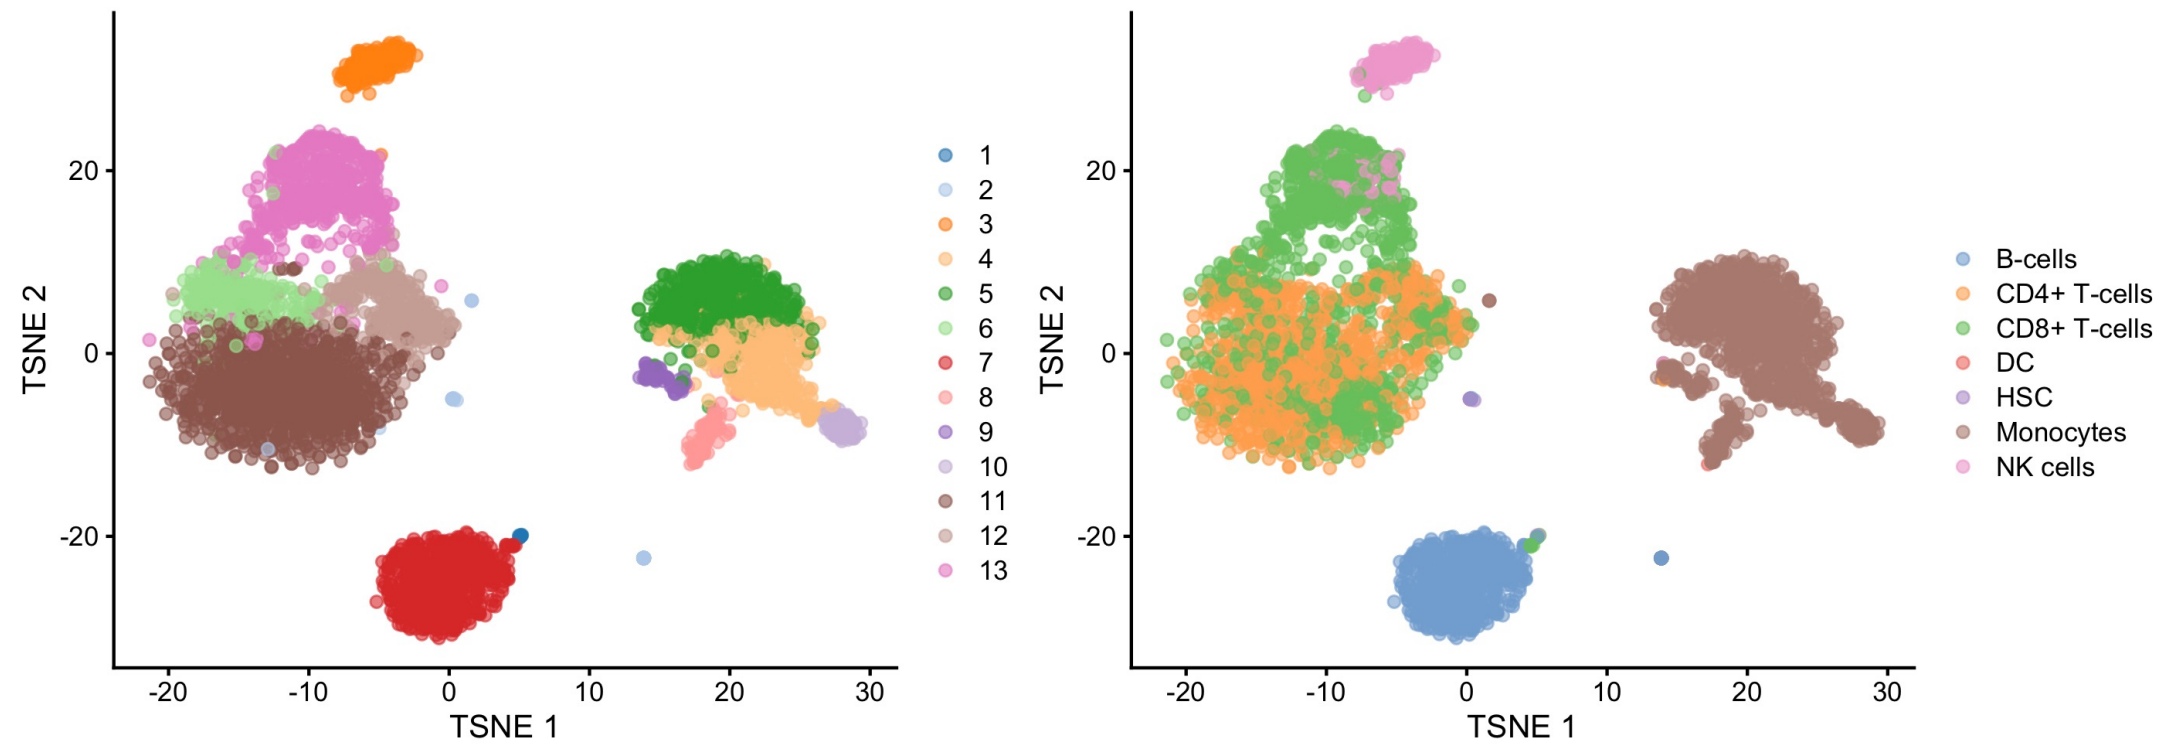 TSNE 2
20
0
-20
-20
-10
0
10
20
30
TSNE 1
1
2
3
4
5
6
7
8
9
10
11
12
13
TSNE 2
20
0
-20
-20
-10
0
10
20
30
TSNE 1
B-cells
CD4+ T-cells
CD8+ T-cells
DC
HSC
Monocytes
NK cells